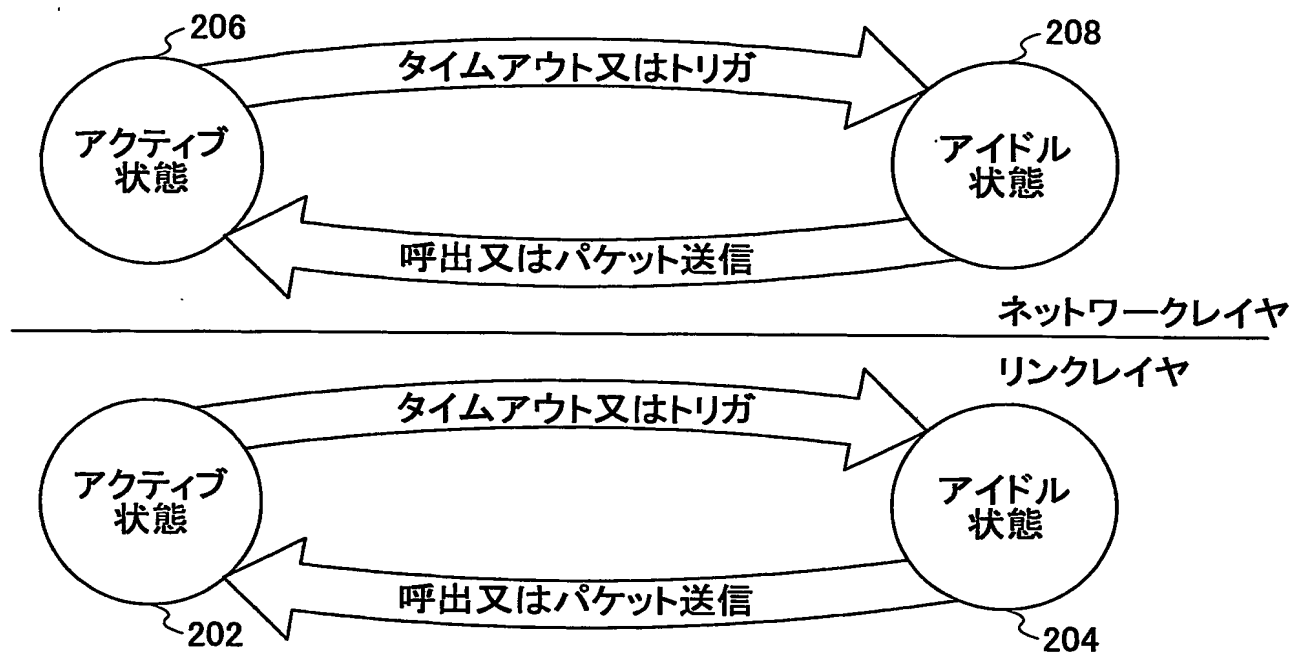 206
タイムアウト又はトリガ
208
アクティブ
状態
アイドル
状態
呼出又はパケット送信
ネットワークレイヤ
リンクレイヤ
タイムアウト又はトリガ
アクティブ
状態
アイドル
状態
呼出又はパケット送信
202
204